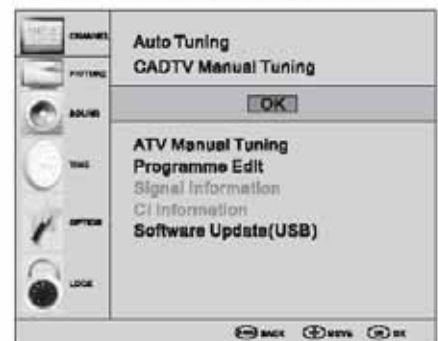 CHANNEL
PICTURE
SOUND
TIME
OPTION
LOCK
Auto Tuning
CADTV Manual Tuning
OK
ATV Manual Tuning
Programme Edit
Signal Information
CI Information
Software Update(USB)
BACK MOVE OK OK